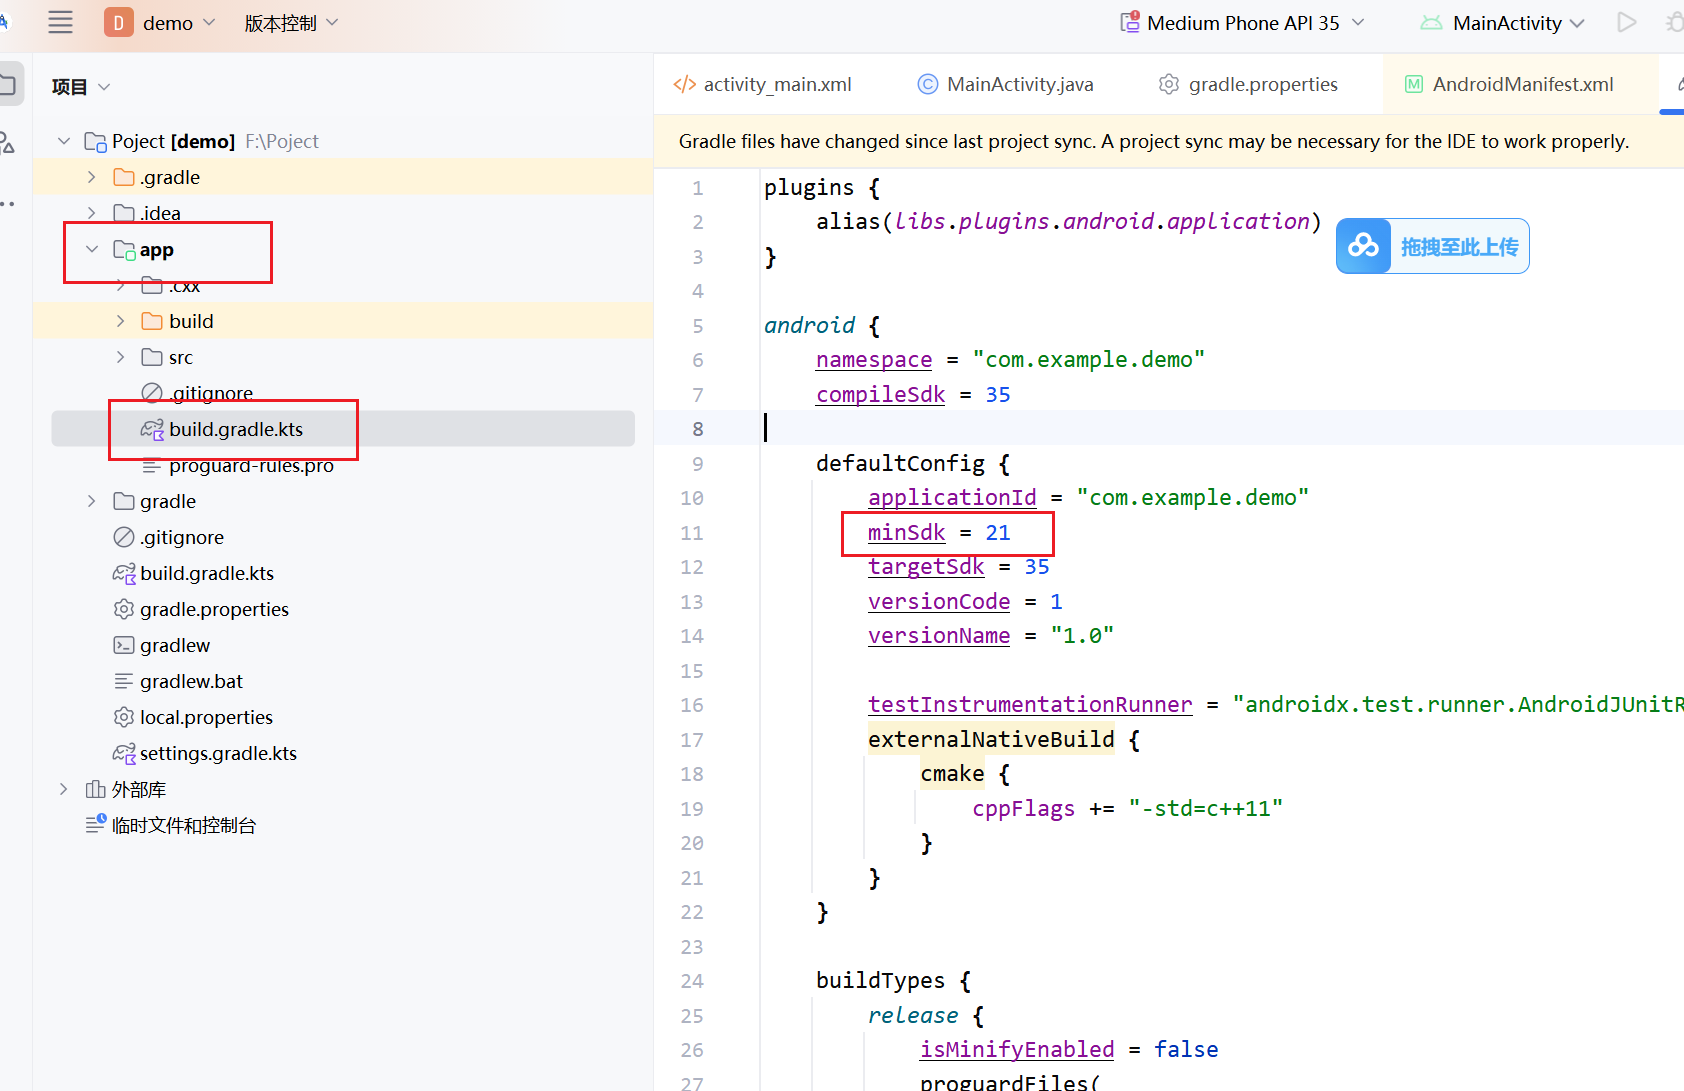 D demo 版本控制 Medium Phone API 35 MainActivity
项目
activity_main.xml MainActivity.java gradle.properties AndroidManifest.xml
Gradle files have changed since last project sync. A project sync may be necessary for the IDE to work properly.
Poject [demo] F:\Poject
.gradle
.idea
app
.cxx
build
src
.gitignore
build.gradle.kts
proguard-rules.pro
gradle
.gitignore
build.gradle.kts
gradle.properties
gradlew
gradlew.bat
local.properties
settings.gradle.kts
外部库
临时文件和控制台
1 plugins {
2 alias(libs.plugins.android.application)
3 }
4
5 android {
6 namespace = "com.example.demo"
7 compileSdk = 35
8
9 defaultConfig {
10 applicationId = "com.example.demo"
11 minSdk = 21
12 targetSdk = 35
13 versionCode = 1
14 versionName = "1.0"
15
16 testInstrumentationRunner = "androidx.test.runner.AndroidJUnitR
17 externalNativeBuild {
18 cmake {
19 cppFlags += "-std=c++11"
20 }
21 }
22 }
23
24 buildTypes {
25 release {
26 isMinifyEnabled = false
27 proguardFiles(
拖拽至此上传